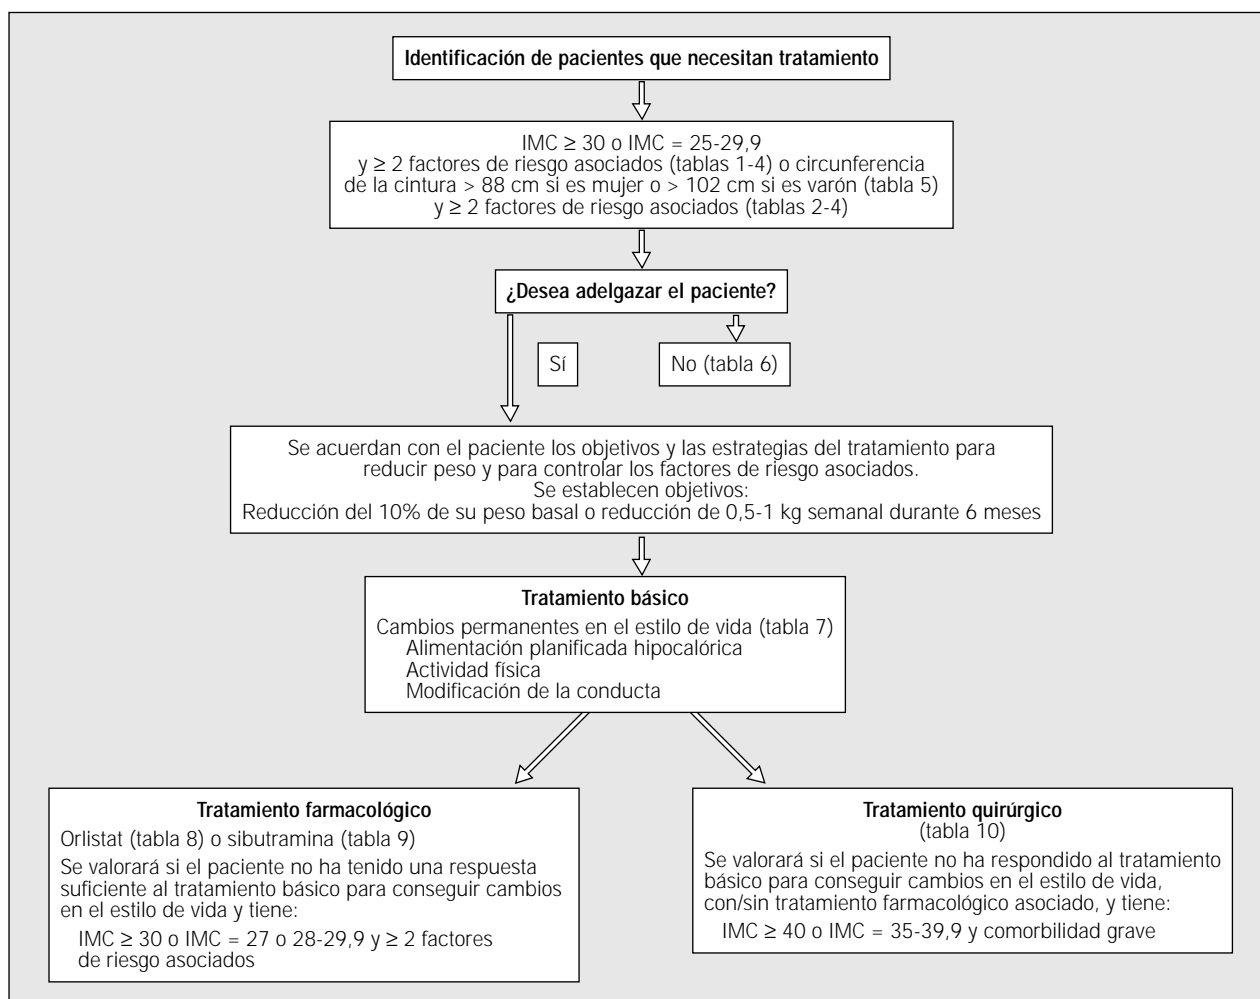 Identificación de pacientes que necesitan tratamiento
IMC ≥ 30 o IMC = 25-29,9
y ≥ 2 factores de riesgo asociados (tablas 1-4) o circunferencia
de la cintura > 88 cm si es mujer o > 102 cm si es varón (tabla 5)
y ≥ 2 factores de riesgo asociados (tablas 2-4)
¿Desea adelgazar el paciente?
Sí
No (tabla 6)
Se acuerdan con el paciente los objetivos y las estrategias del tratamiento para
reducir peso y para controlar los factores de riesgo asociados.
Se establecen objetivos:
Reducción del 10% de su peso basal o reducción de 0,5-1 kg semanal durante 6 meses
Tratamiento básico
Cambios permanentes en el estilo de vida (tabla 7)
Alimentación planificada hipocalórica
Actividad física
Modificación de la conducta
Tratamiento farmacológico
Orlistat (tabla 8) o sibutramina (tabla 9)
Se valorará si el paciente no ha tenido una respuesta
suficiente al tratamiento básico para conseguir cambios
en el estilo de vida y tiene:
IMC ≥ 30 o IMC = 27 o 28-29,9 y ≥ 2 factores
de riesgo asociados
Tratamiento quirúrgico
(tabla 10)
Se valorará si el paciente no ha respondido al tratamiento
básico para conseguir cambios en el estilo de vida,
con/sin tratamiento farmacológico asociado, y tiene:
IMC ≥ 40 o IMC = 35-39,9 y comorbilidad grave